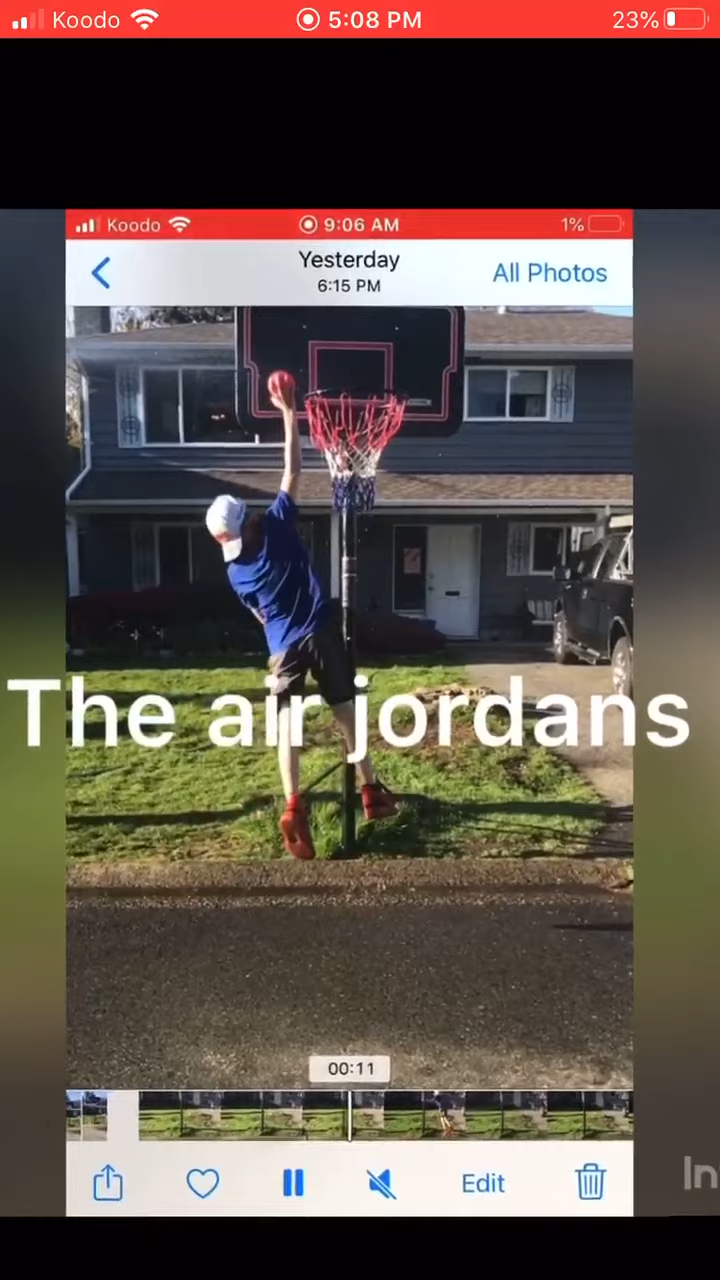 Koodo 5:08 PM 23%
Koodo 9:06 AM 1%
Yesterday
6:15 PM
All Photos
The air jordans
00:11
Edit
In